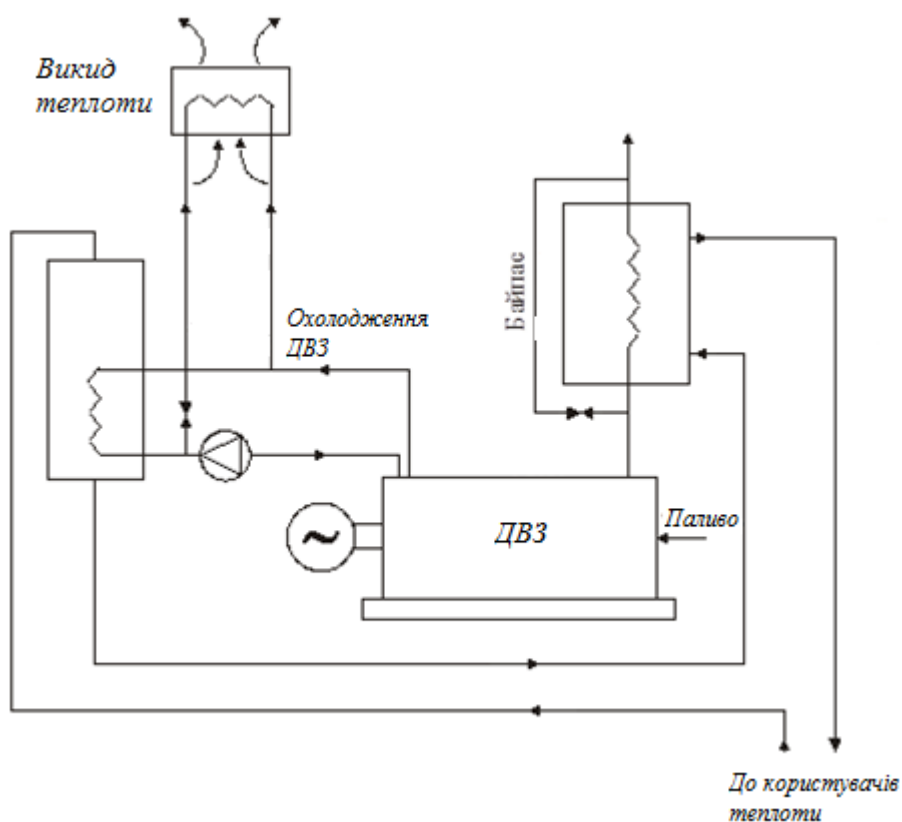 Викид
теплоти
Байпас
Охолодження
ДВЗ
ДВЗ
Паливо
До користувачів
теплоти